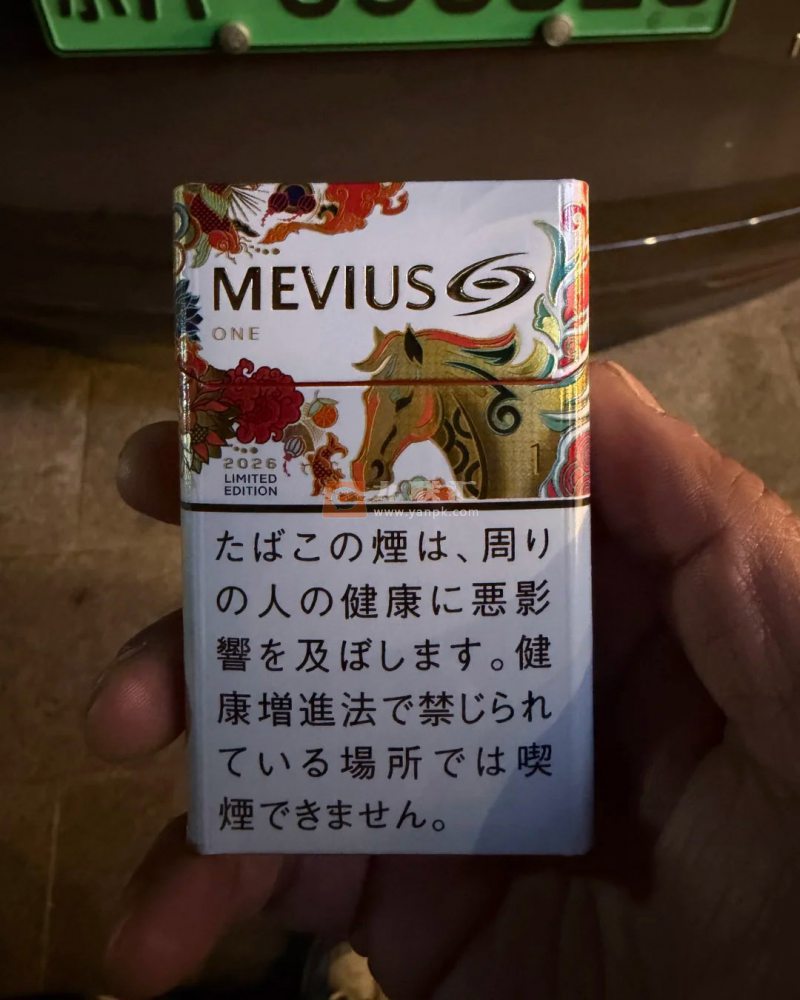 MEVIUS
ONE
2026
LIMITED
EDITION
1
www.yanpk.com
たばこの煙は、周り
の人の健康に悪影
響を及ぼします。健
康増進法で禁じられ
ている場所では喫
煙できません。